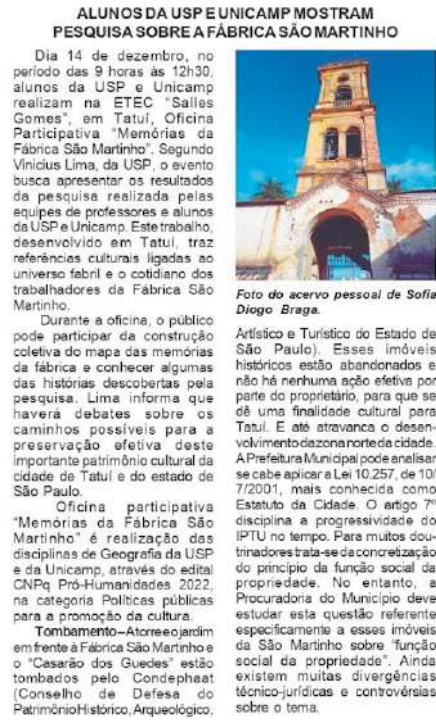 ALUNOS DA USP E UNICAMP MOSTRAM
PESQUISA SOBRE A FÁBRICA SÃO MARTINHO
Dia 14 de dezembro, no
período das 9 horas às 12h30,
alunos da USP e Unicamp
realizam na ETEC "Salles
Gomes", em Tatuí, Oficina
Participativa "Memórias da
Fábrica São Martinho". Segundo
Vinicius Lima, da USP, o evento
busca apresentar os resultados
da pesquisa realizada pelas
equipes de professores e alunos
da USP e Unicamp. Este trabalho,
desenvolvido em Tatuí, traz
referências culturais ligadas ao
universo fabril e o cotidiano dos
trabalhadores da Fábrica São
Martinho.
Durante a oficina, o público
pode participar da construção
coletiva do mapa das memórias
da fábrica e conhecer algumas
das histórias descobertas pela
pesquisa. Lima informa que
haverá debates sobre os
caminhos possíveis para a
preservação efetiva deste
importante patrimônio cultural da
cidade de Tatuí e do estado de
São Paulo.
Oficina participativa
"Memórias da Fábrica São
Martinho" é realização das
disciplinas de Geografia da USP
e da Unicamp, através do edital
CNPq Pró-Humanidades 2022,
na categoria Políticas públicas
para a promoção da cultura.
Tombamento – A torre e o jardim
em frente à Fábrica São Martinho e
o "Casarão dos Guedes" estão
tombados pelo Condephaat
(Conselho de Defesa do
Patrimônio Histórico, Arqueológico,
Foto do acervo pessoal de Sofia
Diogo Braga.
Artístico e Turístico do Estado de
São Paulo). Esses imóveis
históricos estão abandonados e
não há nenhuma ação efetiva por
parte do proprietário, para que se
dê uma finalidade cultural para
Tatuí. E até atravanca o desen-
volvimento da zona norte da cidade.
A Prefeitura Municipal pode analisar
se cabe aplicar a Lei 10.257, de 10/
7/2001, mais conhecida como
Estatuto da Cidade. O artigo 7º
disciplina a progressividade do
IPTU no tempo. Para muitos dou-
trinadores trata-se da concretização
do princípio da função social da
propriedade. No entanto, a
Procuradoria do Município deve
estudar esta questão referente
especificamente a esses imóveis
da São Martinho sobre "função
social da propriedade". Ainda
existem muitas divergências
técnico-jurídicas e controvérsias
sobre o tema.